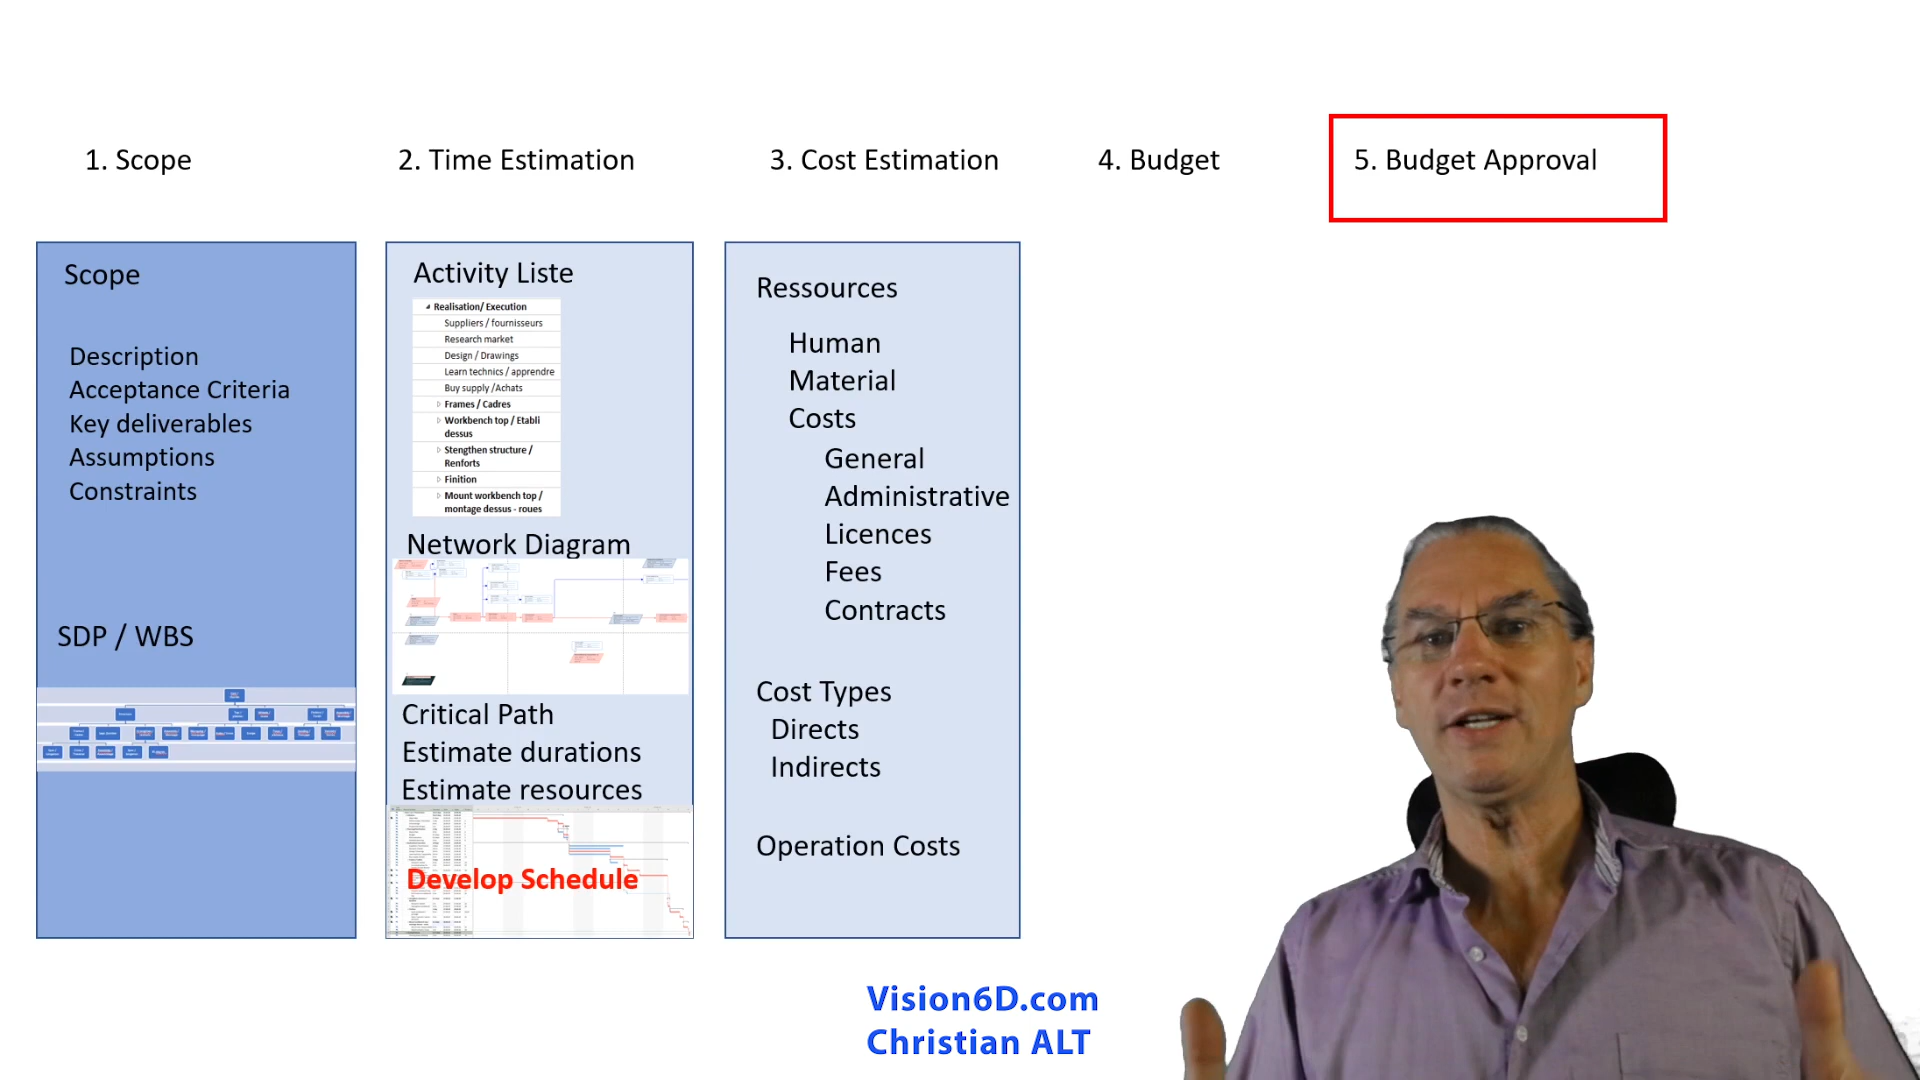 1. Scope
2. Time Estimation
3. Cost Estimation
4. Budget
5. Budget Approval
Scope
Description
Acceptance Criteria
Key deliverables
Assumptions
Constraints
SDP / WBS
Activity Liste
Realisation/ Execution
Suppliers / fournisseurs
Research market
Design / Drawings
Learn technics / apprendre
Buy supply /Achats
Frames / Cadres
Workbench top / Etabli
dessus
Stengthen structure /
Renforts
Finition
Mount workbench top /
montage dessus - roues
Network Diagram
Critical Path
Estimate durations
Estimate resources
Develop Schedule
Ressources
Human
Material
Costs
General
Administrative
Licences
Fees
Contracts
Cost Types
Directs
Indirects
Operation Costs
Vision6D.com
Christian ALT